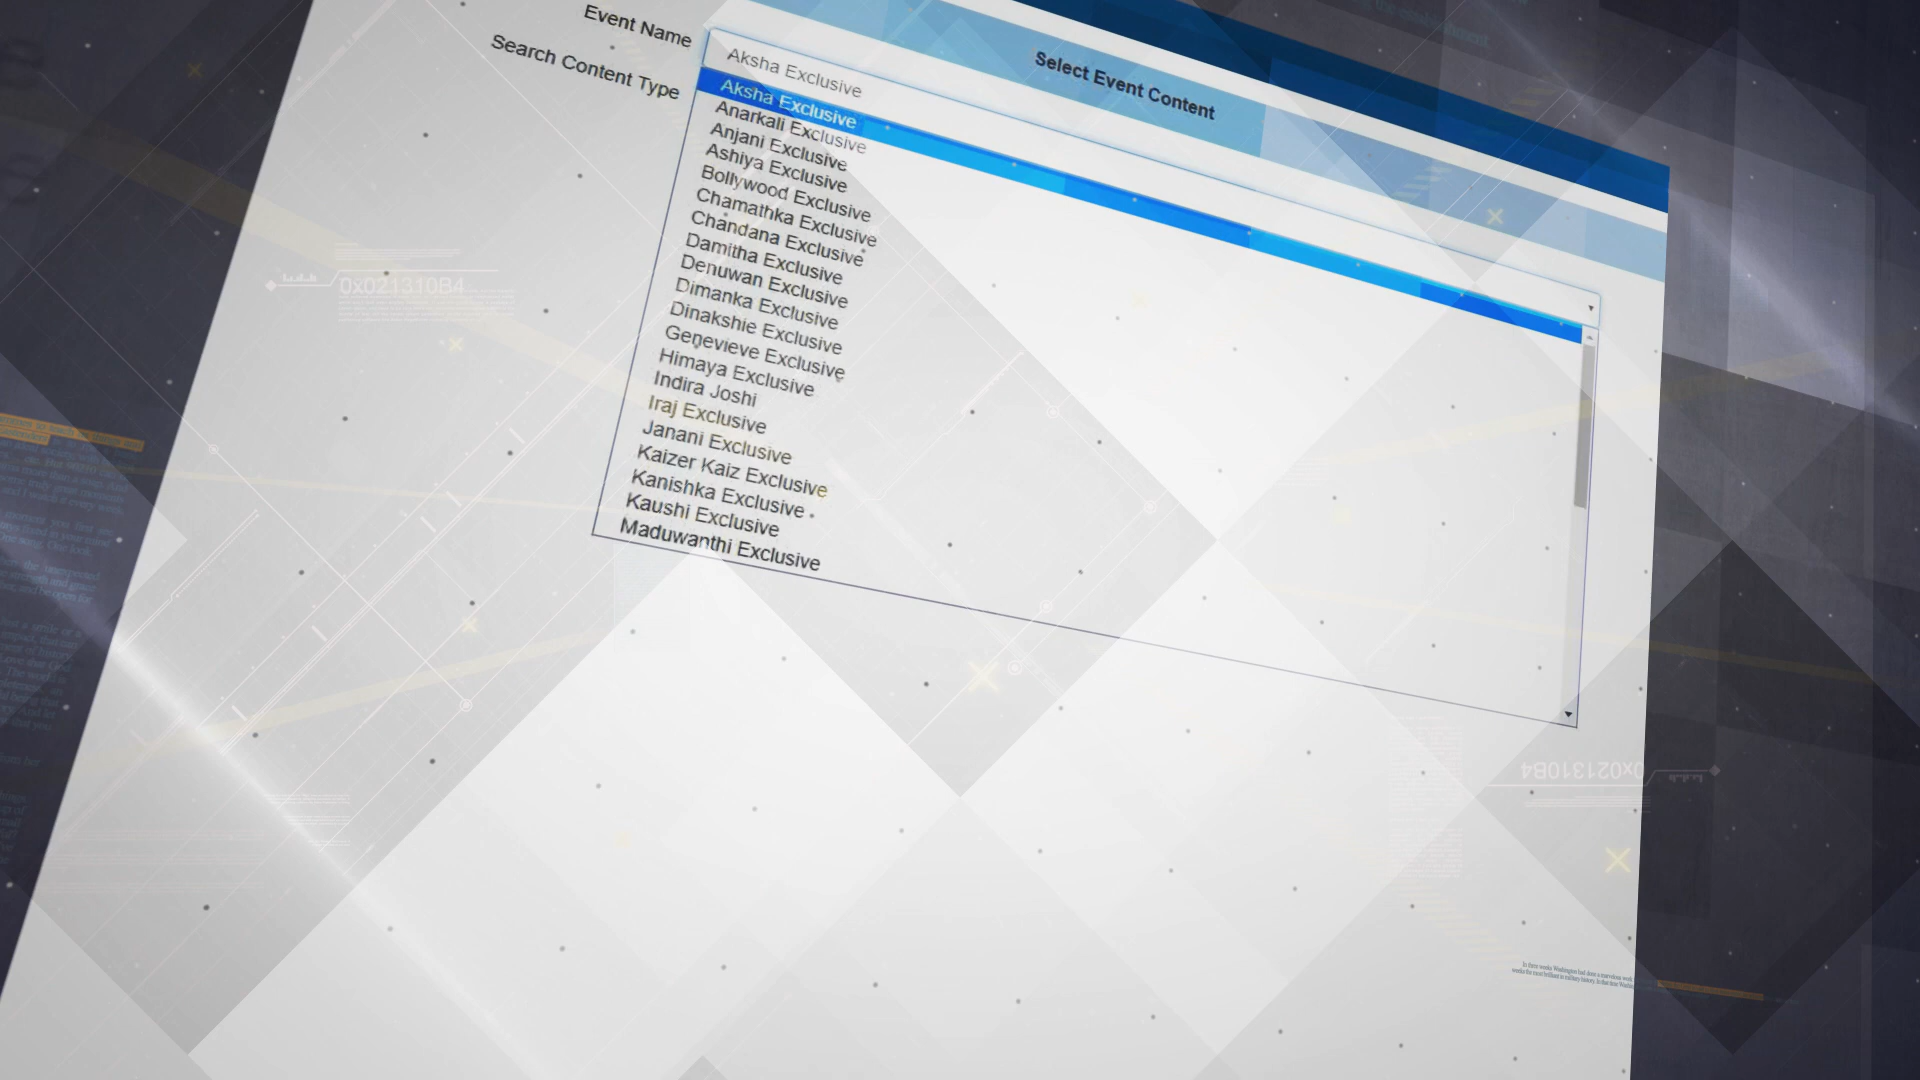 Event Name
Select Event Content
Search Content Type
Aksha Exclusive
Aksha Exclusive
Anarkali Exclusive
Anjani Exclusive
Ashiya Exclusive
Bollywood Exclusive
Chamathka Exclusive
Chandana Exclusive
Damitha Exclusive
Denuwan Exclusive
Dimanka Exclusive
Dinakshie Exclusive
Genevieve Exclusive
Himaya Exclusive
Indira Joshi
Iraj Exclusive
Janani Exclusive
Kaizer Kaiz Exclusive
Kanishka Exclusive
Kaushi Exclusive
Maduwanthi Exclusive
0x021310B4
0x021310B4